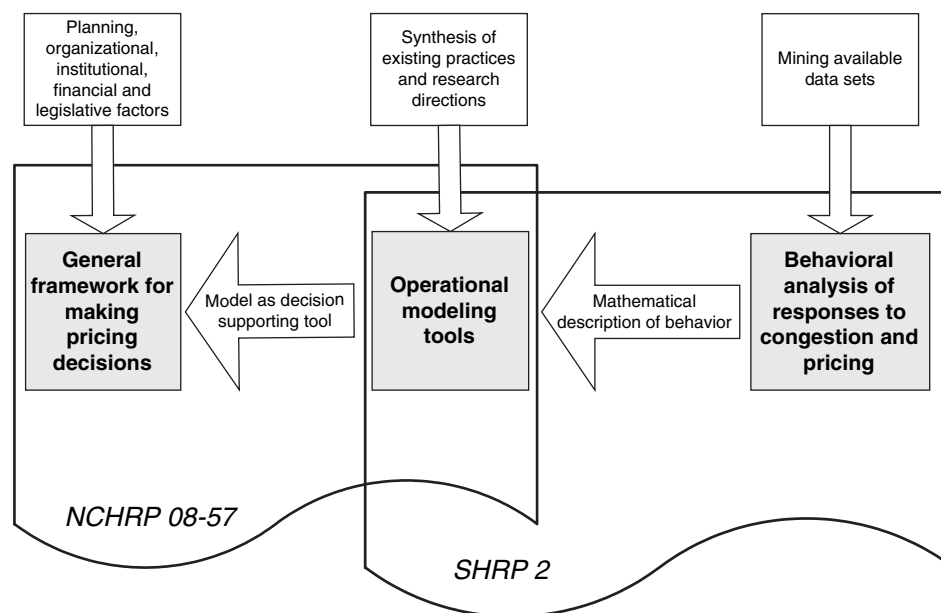 Planning,
organizational,
institutional,
financial and
legislative factors
Synthesis of
existing practices
and research
directions
Mining available
data sets
General
framework for
making
pricing
decisions
Model as decision
supporting tool
Operational
modeling
tools
Mathematical
description of behavior
Behavioral
analysis of
responses to
congestion and
pricing
NCHRP 08-57
SHRP 2